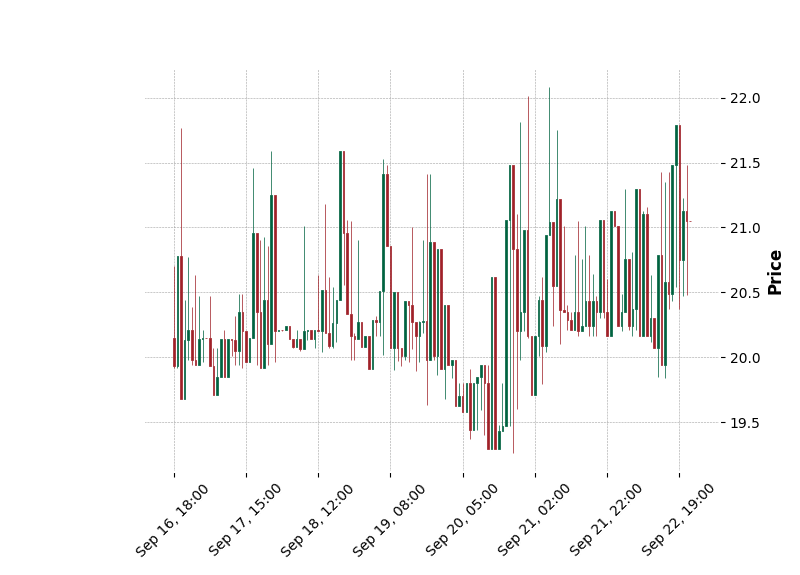 22.0
21.5
21.0
20.5
20.0
19.5
Price
Sep 16, 18:00
Sep 17, 15:00
Sep 18, 12:00
Sep 19, 08:00
Sep 20, 05:00
Sep 21, 02:00
Sep 21, 22:00
Sep 22, 19:00